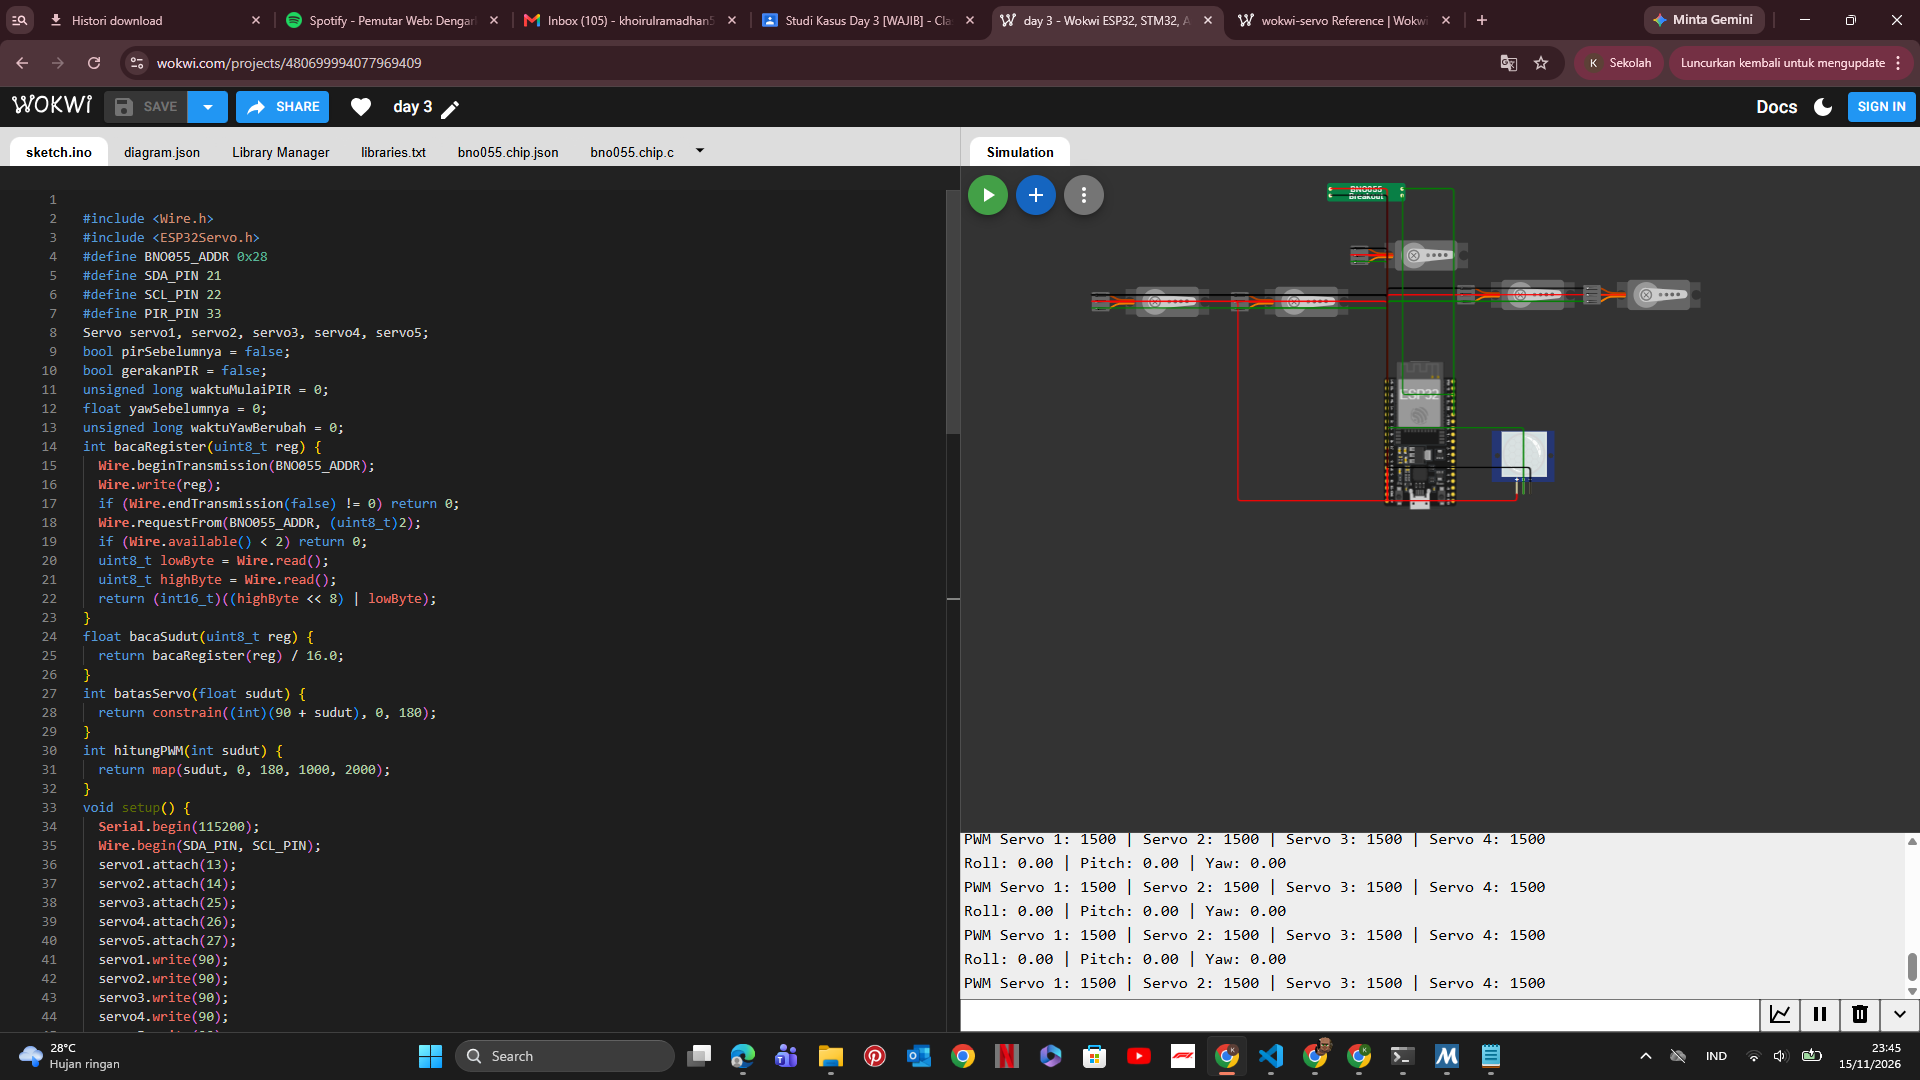 Histori download
Spotify - Pemutar Web: Dengar
Inbox (105) - khoirulramadhan5
Studi Kasus Day 3 [WAJIB] - Cla
day 3 - Wokwi ESP32, STM32, A
wokwi-servo Reference | Wokwi
Minta Gemini
wokwi.com/projects/480699994077969409
K Sekolah
Luncurkan kembali untuk mengupdate
WOKWI
SAVE
SHARE
day 3
Docs
SIGN IN
sketch.ino
diagram.json
Library Manager
libraries.txt
bno055.chip.json
bno055.chip.c
Simulation
1
2 #include <Wire.h>
3 #include <ESP32Servo.h>
4 #define BNO055_ADDR 0x28
5 #define SDA_PIN 21
6 #define SCL_PIN 22
7 #define PIR_PIN 33
8 Servo servo1, servo2, servo3, servo4, servo5;
9 bool pirSebelumnya = false;
10 bool gerakanPIR = false;
11 unsigned long waktuMulaiPIR = 0;
12 float yawSebelumnya = 0;
13 unsigned long waktuYawBerubah = 0;
14 int bacaRegister(uint8_t reg) {
15 Wire.beginTransmission(BNO055_ADDR);
16 Wire.write(reg);
17 if (Wire.endTransmission(false) != 0) return 0;
18 Wire.requestFrom(BNO055_ADDR, (uint8_t)2);
19 if (Wire.available() < 2) return 0;
20 uint8_t lowByte = Wire.read();
21 uint8_t highByte = Wire.read();
22 return (int16_t)((highByte << 8) | lowByte);
23 }
24 float bacaSudut(uint8_t reg) {
25 return bacaRegister(reg) / 16.0;
26 }
27 int batasServo(float sudut) {
28 return constrain((int)(90 + sudut), 0, 180);
29 }
30 int hitungPWM(int sudut) {
31 return map(sudut, 0, 180, 1000, 2000);
32 }
33 void setup() {
34 Serial.begin(115200);
35 Wire.begin(SDA_PIN, SCL_PIN);
36 servo1.attach(13);
37 servo2.attach(14);
38 servo3.attach(25);
39 servo4.attach(26);
40 servo5.attach(27);
41 servo1.write(90);
42 servo2.write(90);
43 servo3.write(90);
44 servo4.write(90);
BNO055
Breakout
ESP32
PWM Servo 1: 1500 | Servo 2: 1500 | Servo 3: 1500 | Servo 4: 1500
Roll: 0.00 | Pitch: 0.00 | Yaw: 0.00
PWM Servo 1: 1500 | Servo 2: 1500 | Servo 3: 1500 | Servo 4: 1500
Roll: 0.00 | Pitch: 0.00 | Yaw: 0.00
PWM Servo 1: 1500 | Servo 2: 1500 | Servo 3: 1500 | Servo 4: 1500
Roll: 0.00 | Pitch: 0.00 | Yaw: 0.00
PWM Servo 1: 1500 | Servo 2: 1500 | Servo 3: 1500 | Servo 4: 1500
28°C
Hujan ringan
Search
IND
23:45
15/11/2026